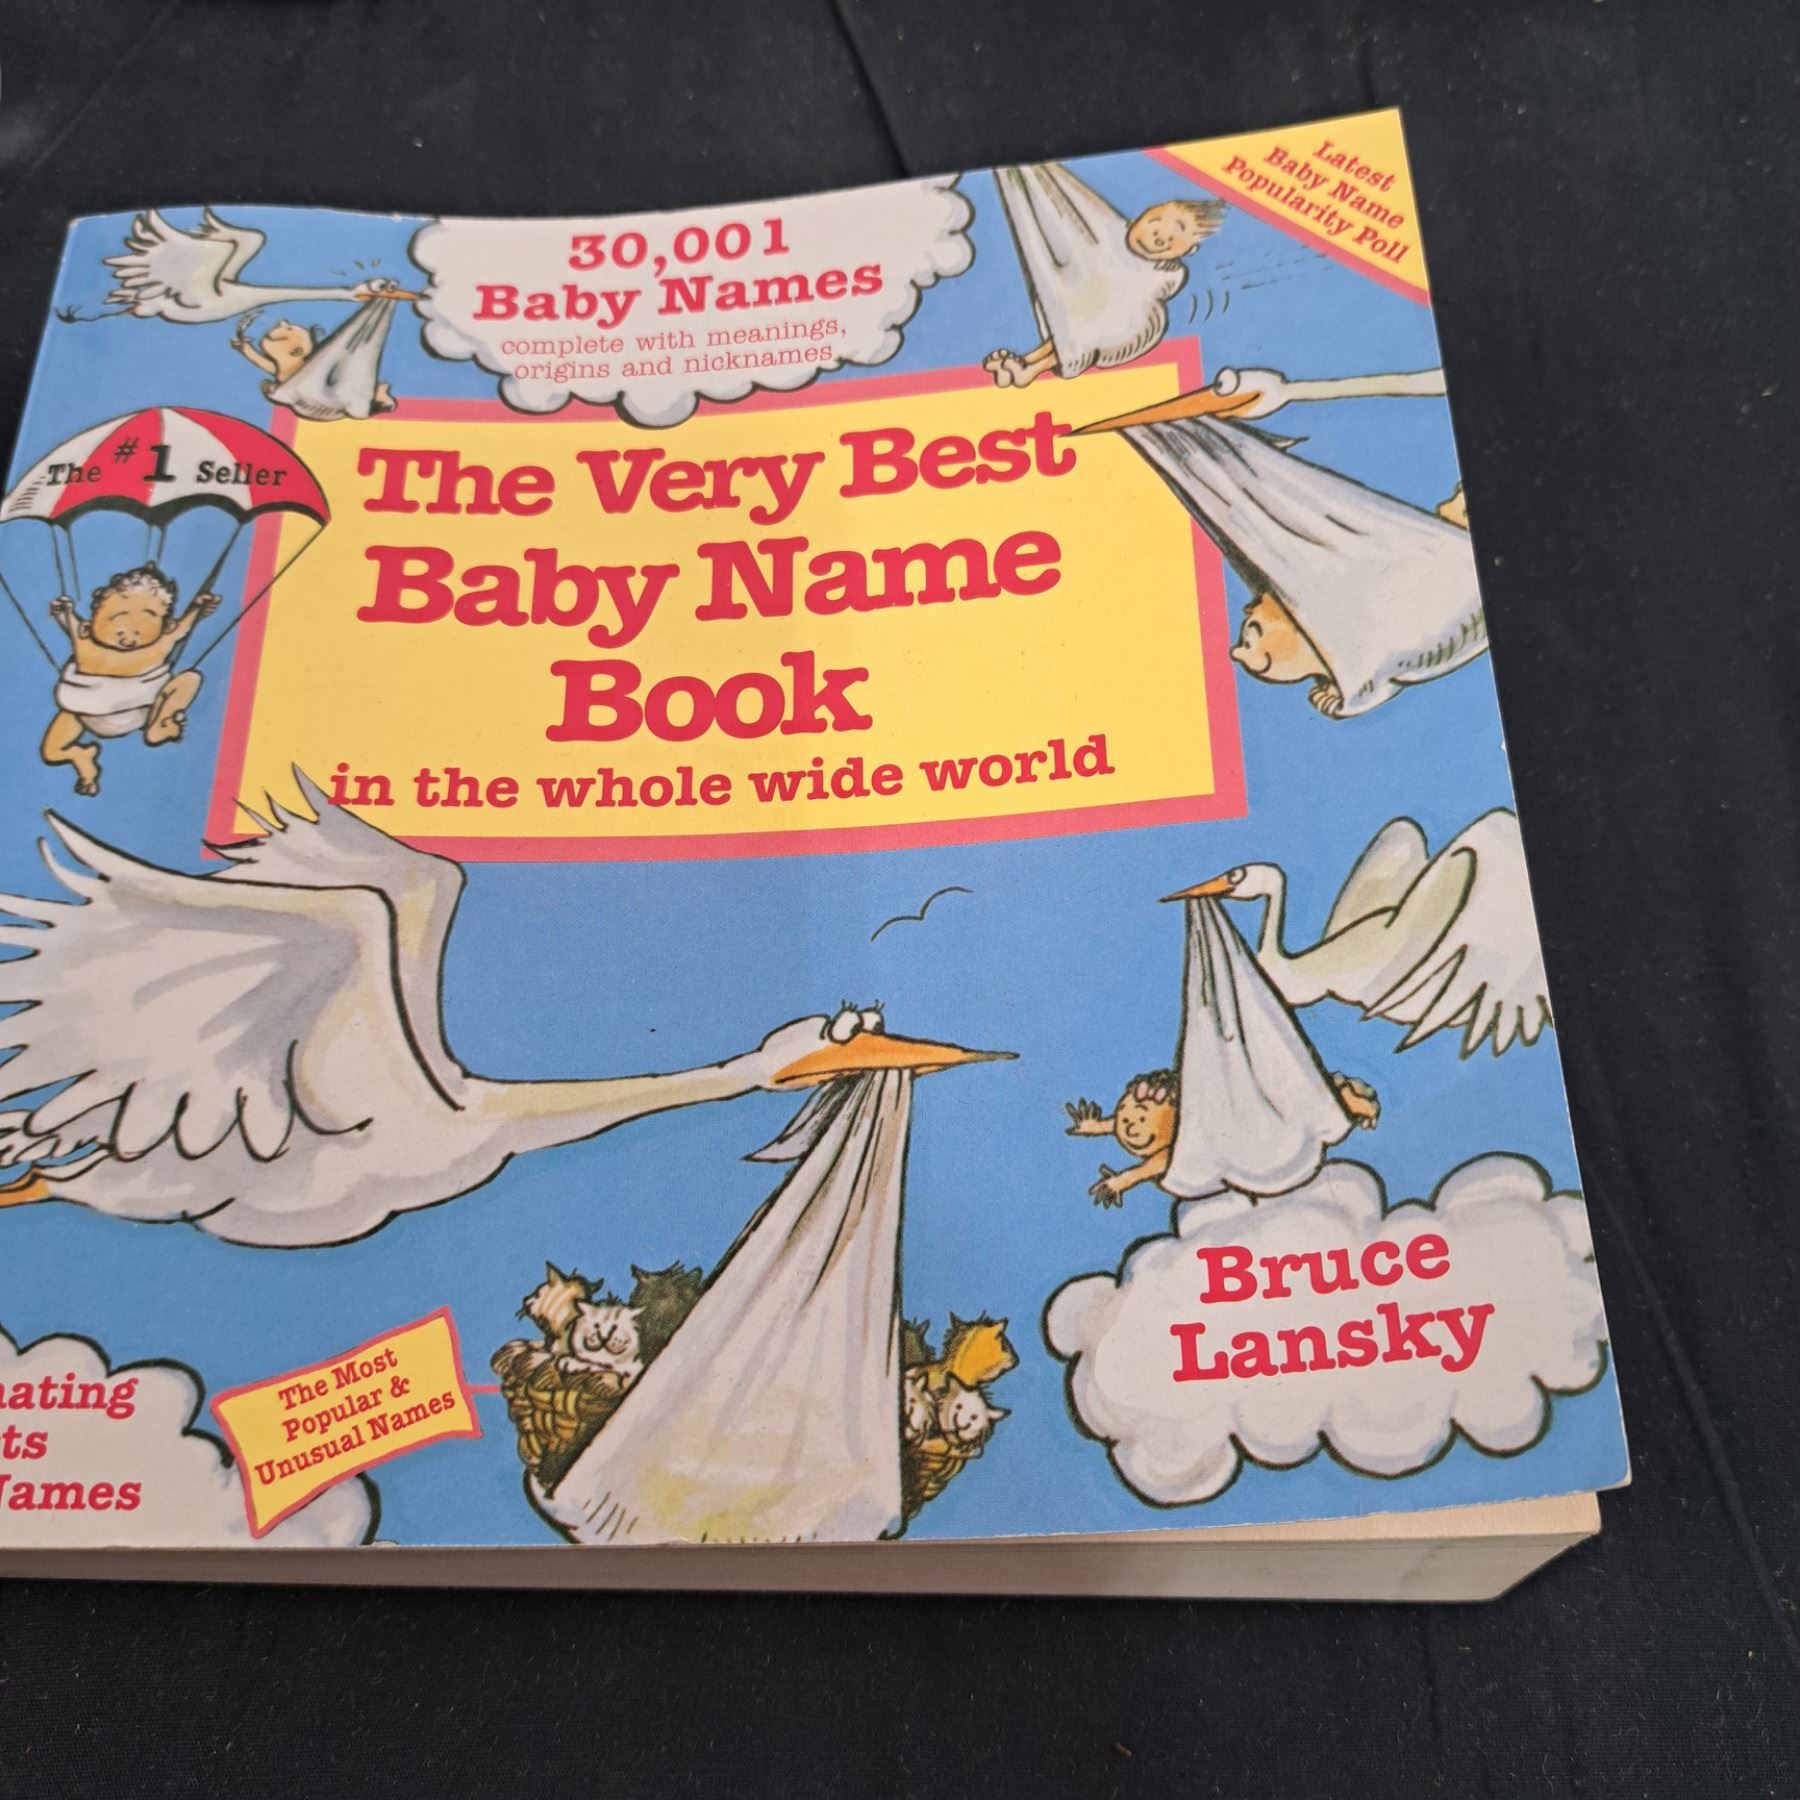 Latest
Baby Name
Popularity Poll
30,001
Baby Names
complete with meanings,
origins and nicknames
The #1 Seller
The Very Best
Baby Name
Book
in the whole wide world
Bruce
Lansky
The Most
Popular &
Unusual Names